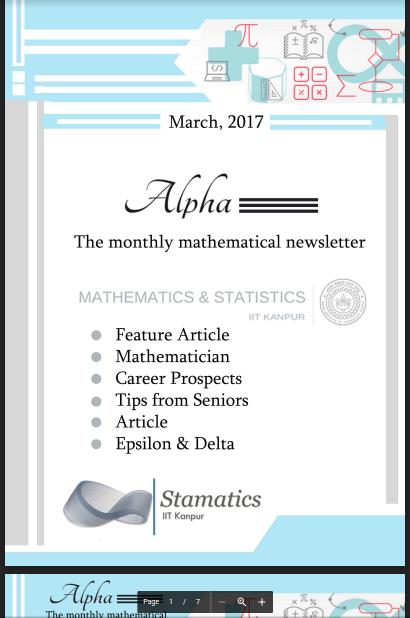 March, 2017
Alpha
The monthly mathematical newsletter
MATHEMATICS & STATISTICS
IIT KANPUR
Feature Article
Mathematician
Career Prospects
Tips from Seniors
Article
Epsilon & Delta
Stamatics
IIT Kanpur
Alpha
The monthly mathematical
Page 1 / 7